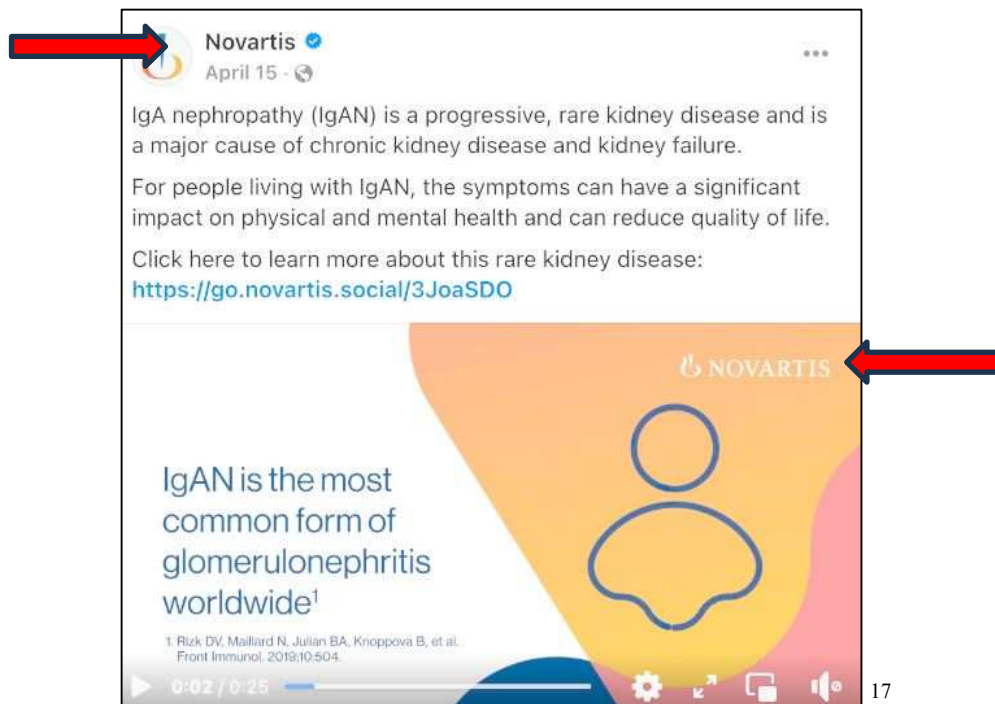 Novartis
April 15
IgA nephropathy (IgAN) is a progressive, rare kidney disease and is
a major cause of chronic kidney disease and kidney failure.
For people living with IgAN, the symptoms can have a significant
impact on physical and mental health and can reduce quality of life.
Click here to learn more about this rare kidney disease:
https://go.novartis.social/3JoaSDO
NOVARTIS
IgAN is the most
common form of
glomerulonephritis
worldwide1
1. Rizk DV, Maillard N, Julian BA, Knoppova B, et al.
Front Immunol. 2019;10:504.
0:02 / 0:25
17